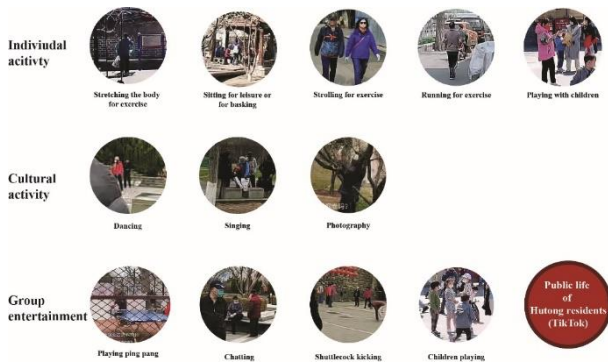 Indiviudal
acitivty
Stretching the body
for exercise
Sitting for leisure or
for basking
Strolling for exercise
Running for exercise
Playing with children
Cultural
activity
Dancing
Singing
Photography
Group
entertainment
Playing ping pang
Chatting
Shuttlecock kicking
Children playing
Public life
of
Hutong residents
(TikTok)